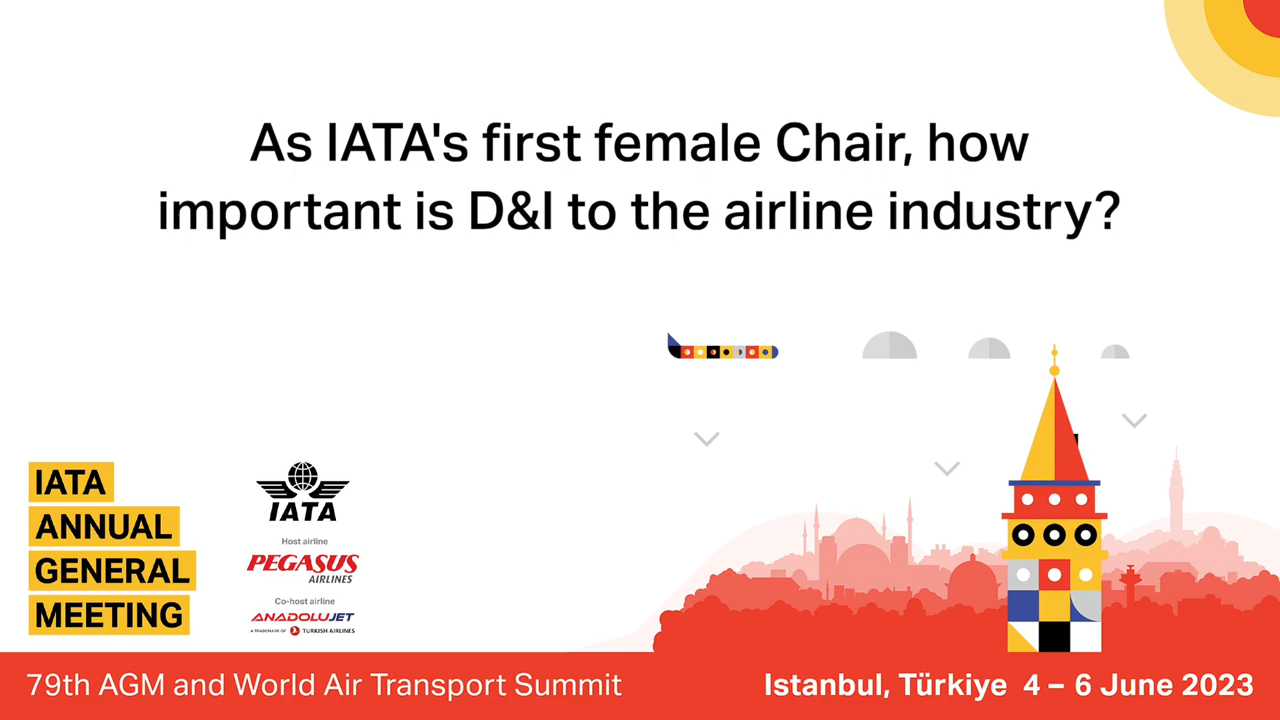 As IATA's first female Chair, how
important is D&I to the airline industry?
IATA
ANNUAL
GENERAL
MEETING
IATA
Host airline
PEGASUS
AIRLINES
Co-host airline
ANADOLUJET
A TRADEMARK OF TURKISH AIRLINES
79th AGM and World Air Transport Summit
Istanbul, Türkiye 4 – 6 June 2023